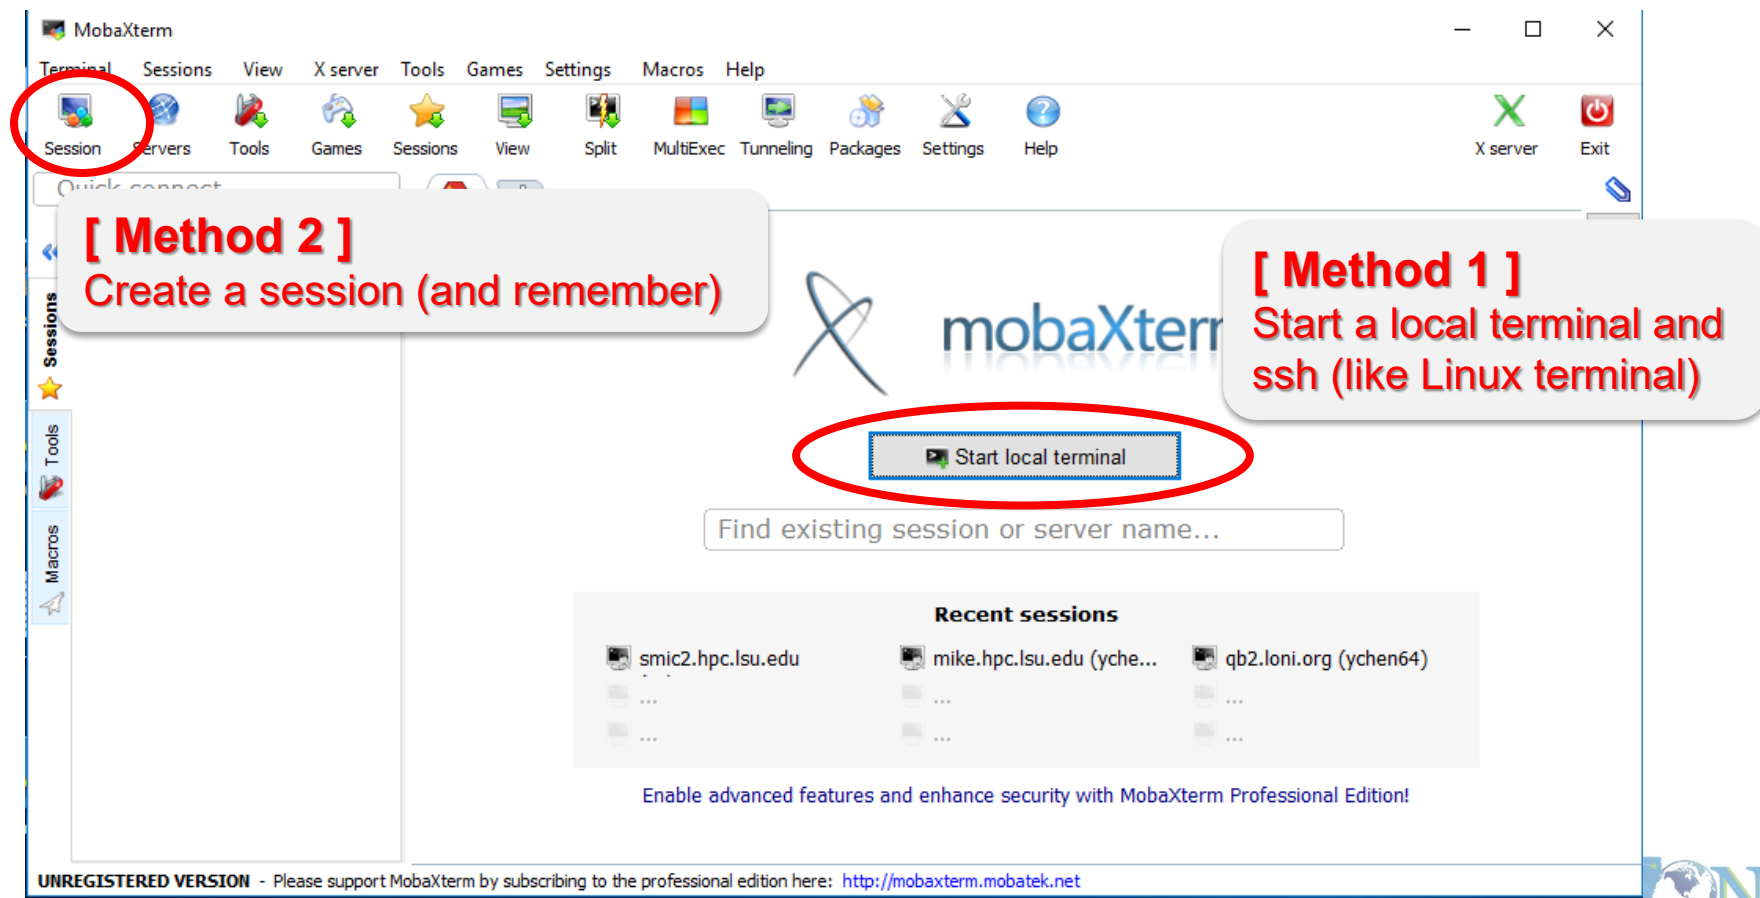 MobaXterm
Terminal Sessions View X server Tools Games Settings Macros Help
Session Servers Tools Games Sessions View Split MultiExec Tunneling Packages Settings Help X server Exit
Quick connect...
[ Method 2 ]
Create a session (and remember)
[ Method 1 ]
Start a local terminal and
ssh (like Linux terminal)
Sessions
Tools
Macros
mobaXterm
Start local terminal
Find existing session or server name...
Recent sessions
smic2.hpc.lsu.edu mike.hpc.lsu.edu (yche... qb2.loni.org (ychen64)
... ... ...
... ... ...
Enable advanced features and enhance security with MobaXterm Professional Edition!
UNREGISTERED VERSION - Please support MobaXterm by subscribing to the professional edition here: http://mobaxterm.mobatek.net